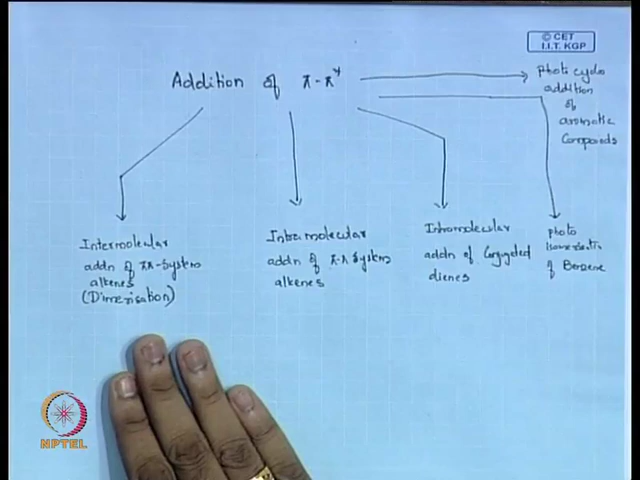 © CET
I.I.T. KGP
Addition of π-π*
photo cyclo
addition
of
aromatic
Compounds
Intermolecular
addn of ππ-System
alkenes
(Dimerisation)
Intramolecular
addn of π-π System
alkenes
Intramolecular
addn of Conjugated
dienes
photo
isomerisation
of Benzene
NPTEL